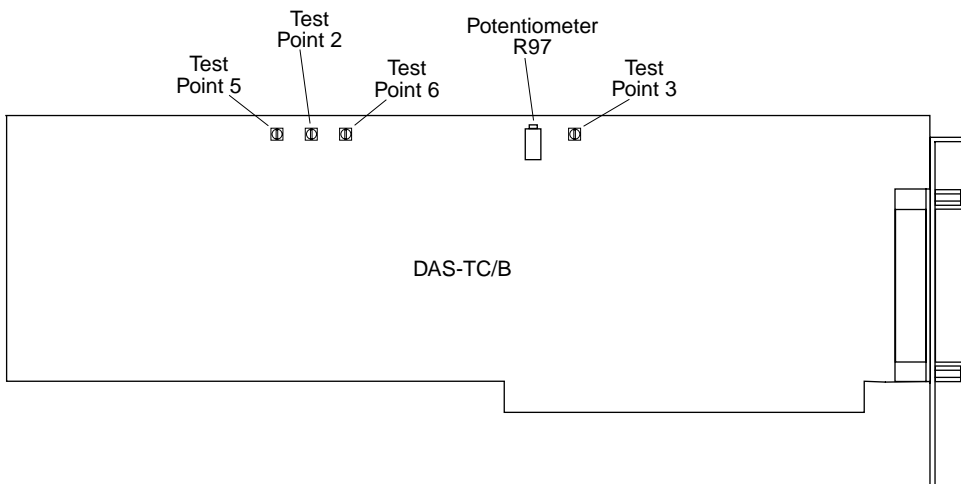 Test
Point 5
Test
Point 2
Test
Point 6
Potentiometer
R97
Test
Point 3
DAS-TC/B